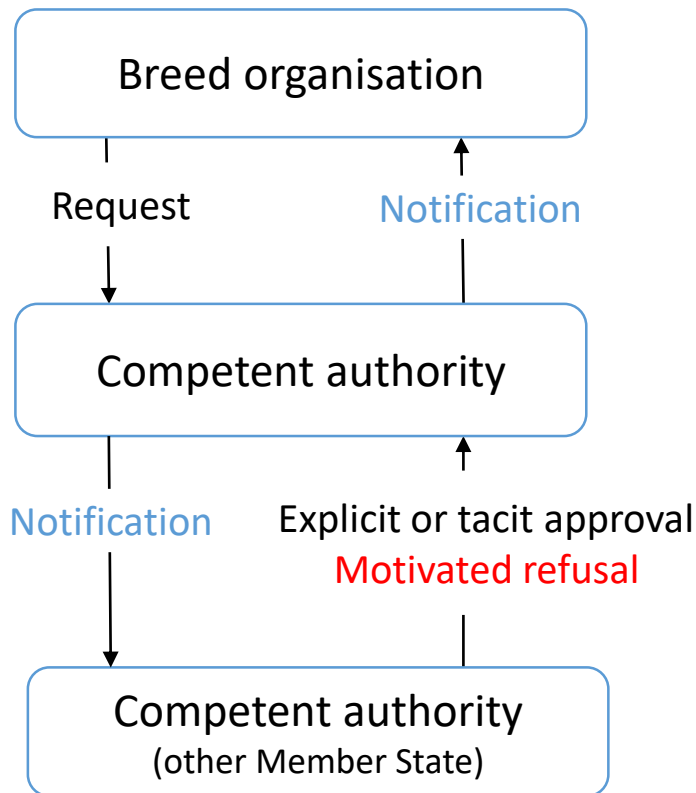 Breed organisation
Request
Notification
Competent authority
Notification
Explicit or tacit approval
Motivated refusal
Competent authority
(other Member State)